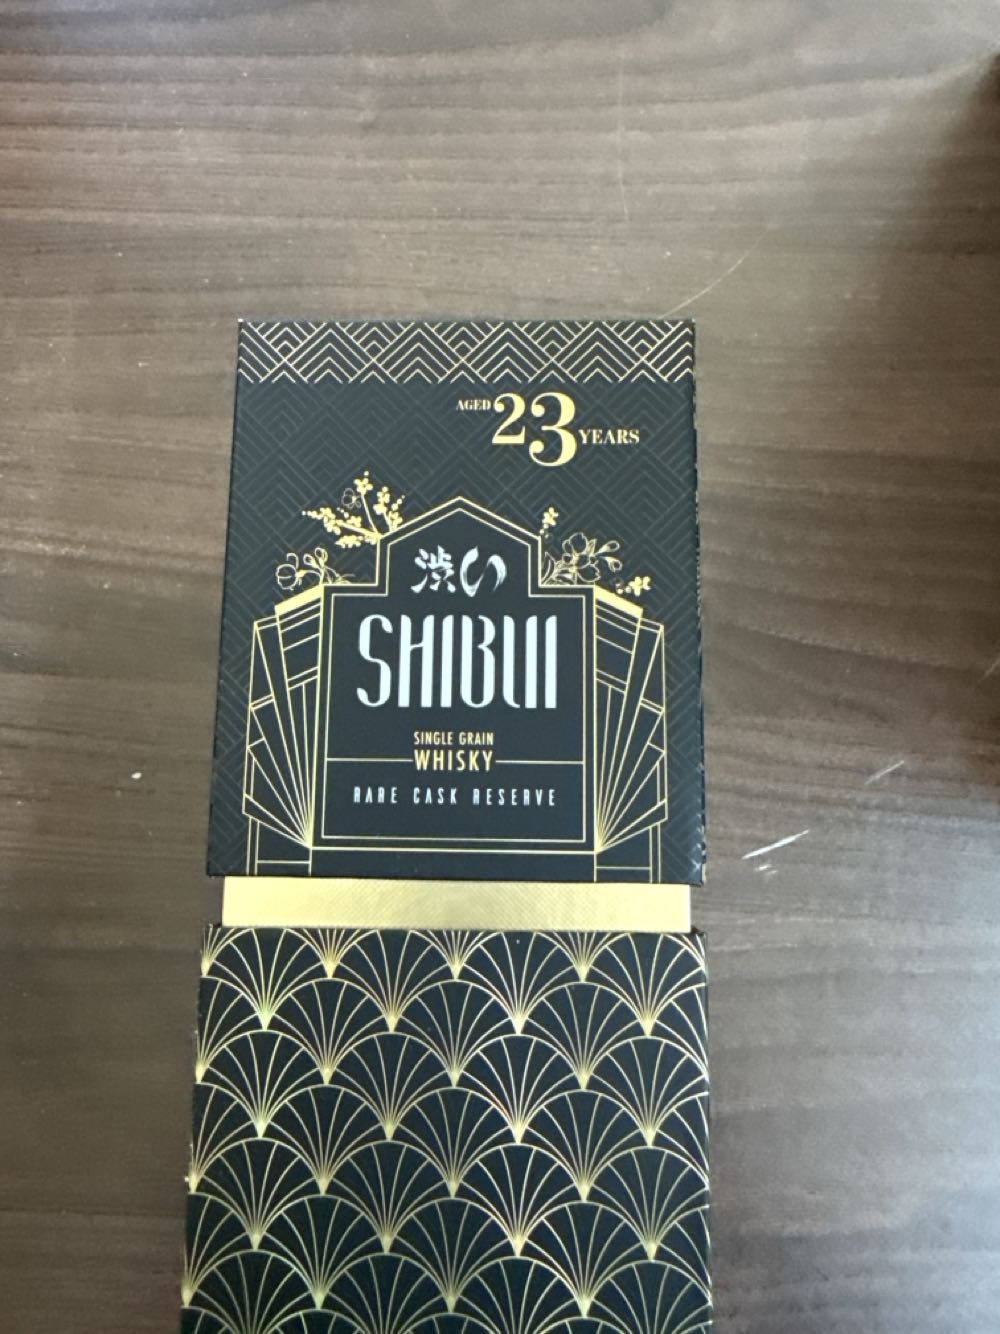 AGED 23 YEARS
渋い
SHIBUI
SINGLE GRAIN
WHISKY
RARE CASK RESERVE